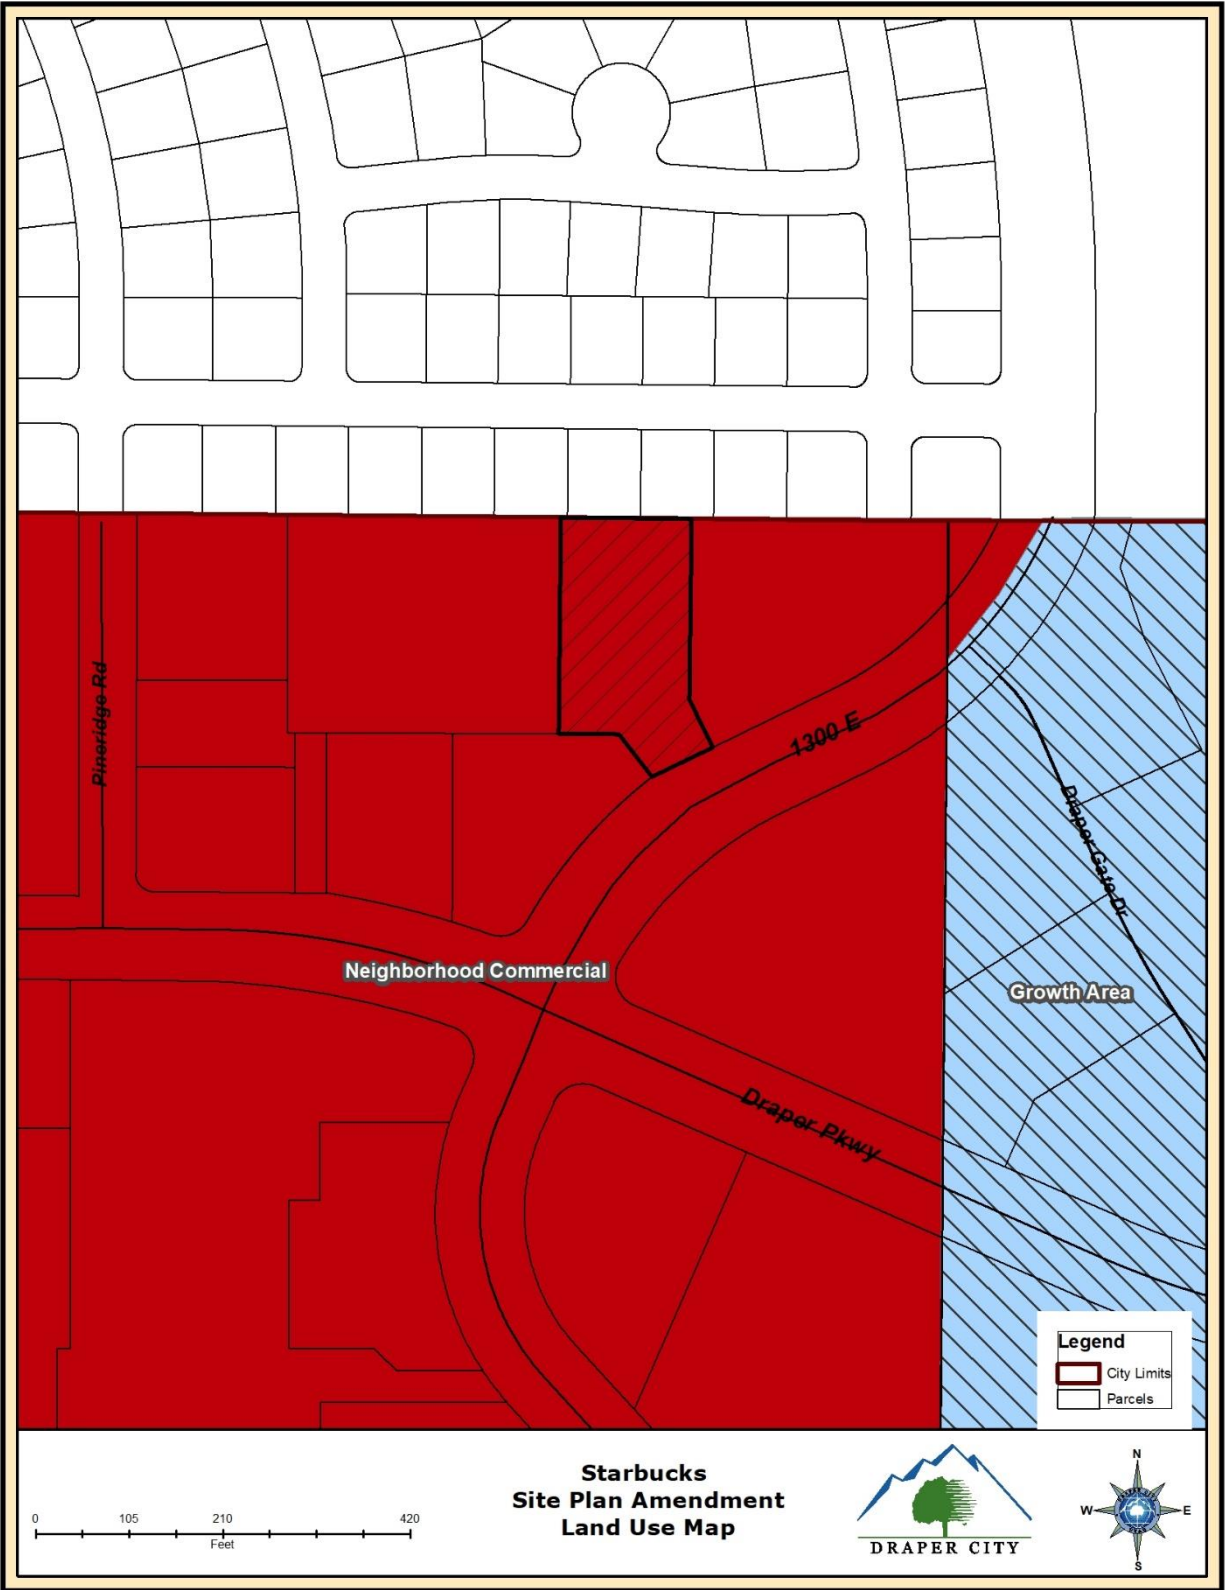 Pineridge Rd
1300 E
Draper Gate Dr
Neighborhood Commercial
Growth Area
Draper Pkwy
Legend
City Limits
Parcels
Starbucks
Site Plan Amendment
Land Use Map
0 105 210 420
Feet
DRAPER CITY
N
W E
S